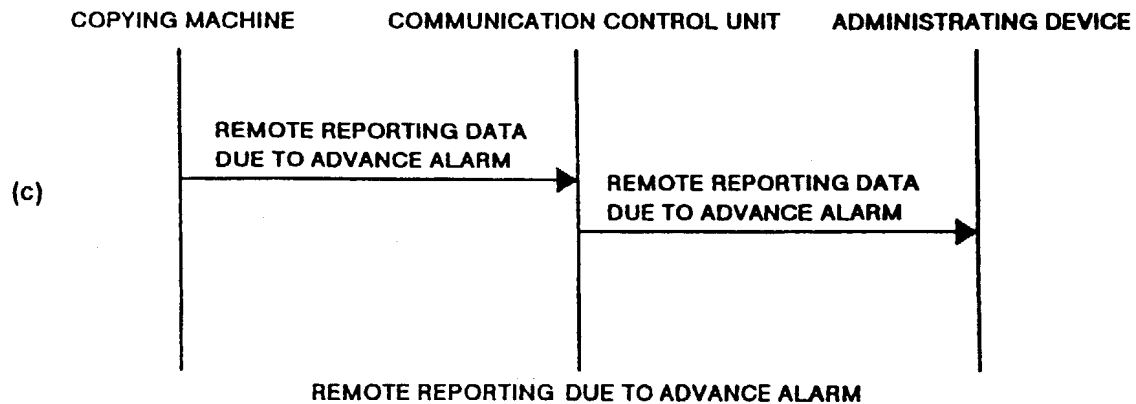 COPYING MACHINE COMMUNICATION CONTROL UNIT ADMINISTRATING DEVICE
REMOTE REPORTING DATA
DUE TO ADVANCE ALARM
(c)
REMOTE REPORTING DATA
DUE TO ADVANCE ALARM
REMOTE REPORTING DUE TO ADVANCE ALARM